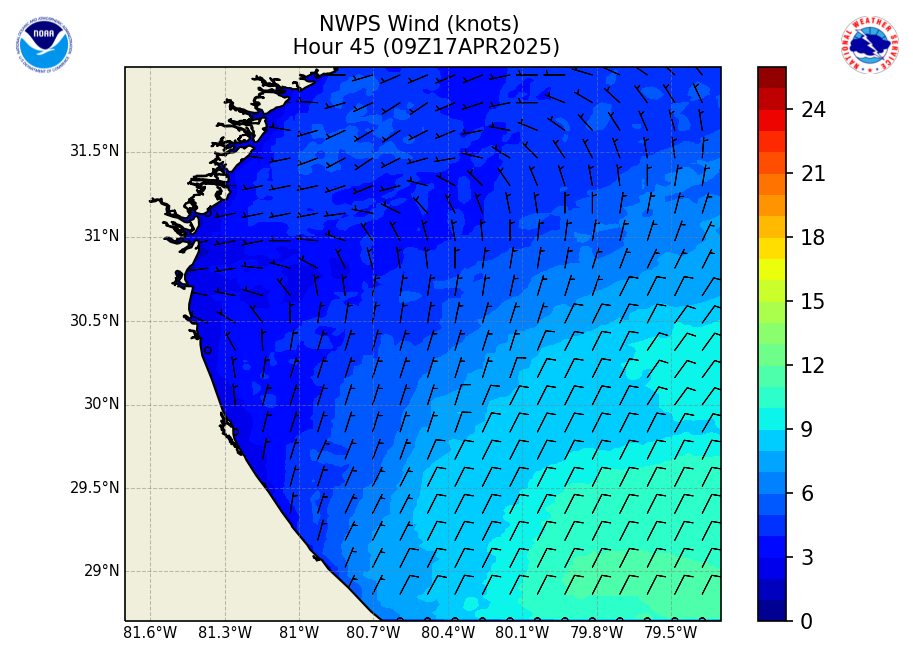 NWPS Wind (knots)
Hour 45 (09Z17APR2025)
NOAA
NATIONAL WEATHER SERVICE
31.5°N
31°N
30.5°N
30°N
29.5°N
29°N
81.6°W 81.3°W 81°W 80.7°W 80.4°W 80.1°W 79.8°W 79.5°W
24
21
18
15
12
9
6
3
0